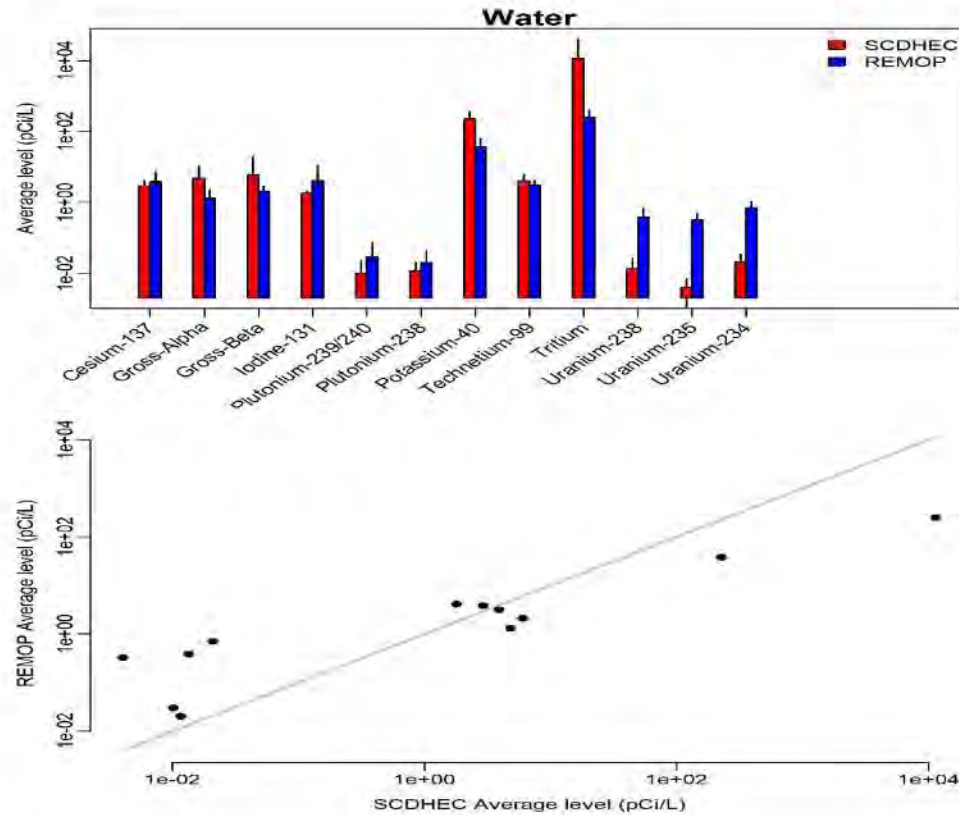 Water
SCDHEC
REMOP
Average level (pCi/L)
1e+04
1e+02
1e+00
1e-02
Cesium-137
Gross-Alpha
Gross-Beta
Iodine-131
Plutonium-239/240
Plutonium-238
Potassium-40
Technetium-99
Tritium
Uranium-238
Uranium-235
Uranium-234
REMOP Average level (pCi/L)
1e+04
1e+02
1e+00
1e-02
1e-02 1e+00 1e+02 1e+04
SCDHEC Average level (pCi/L)